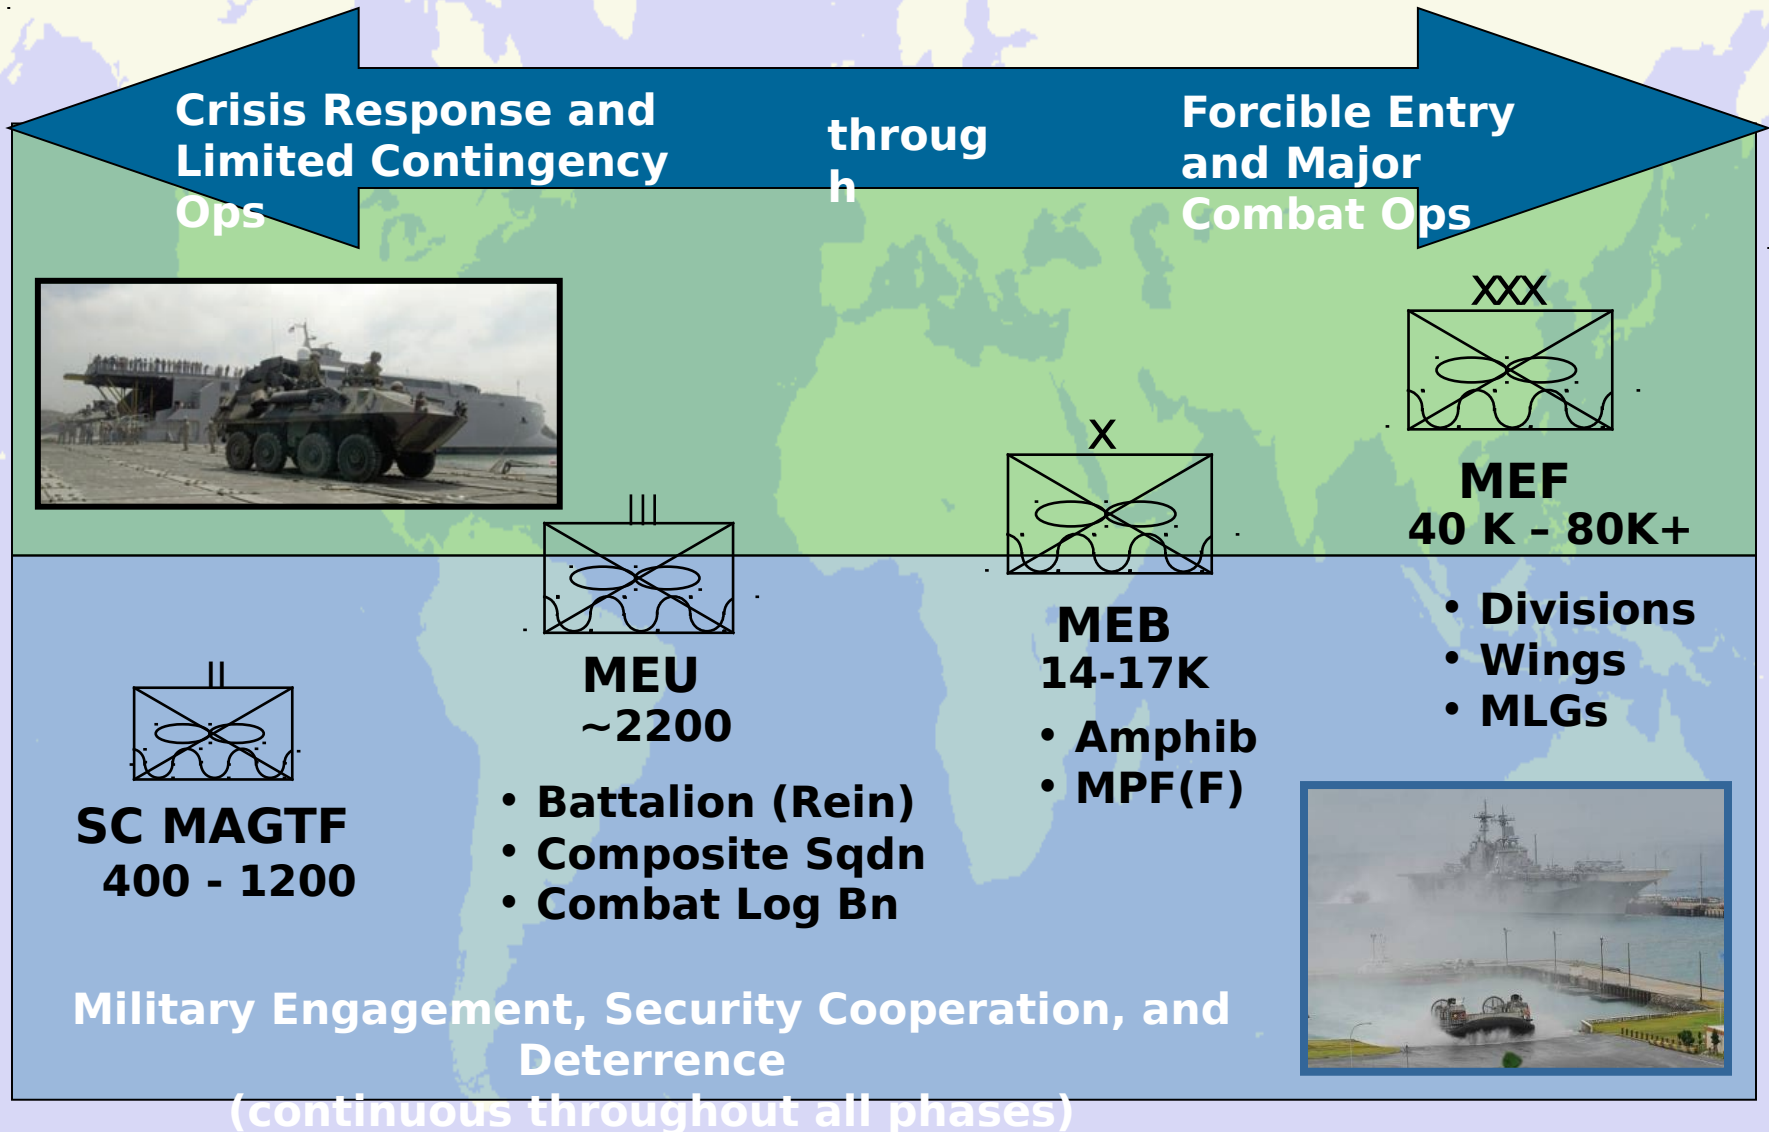 Crisis Response and
Limited Contingency
Ops
throug
h
Forcible Entry
and Major
Combat Ops
XXX
MEF
40 K – 80K+
• Divisions
• Wings
• MLGs
X
MEB
14-17K
• Amphib
• MPF(F)
III
MEU
~2200
• Battalion (Rein)
• Composite Sqdn
• Combat Log Bn
II
SC MAGTF
400 - 1200
Military Engagement, Security Cooperation, and
Deterrence
(continuous throughout all phases)